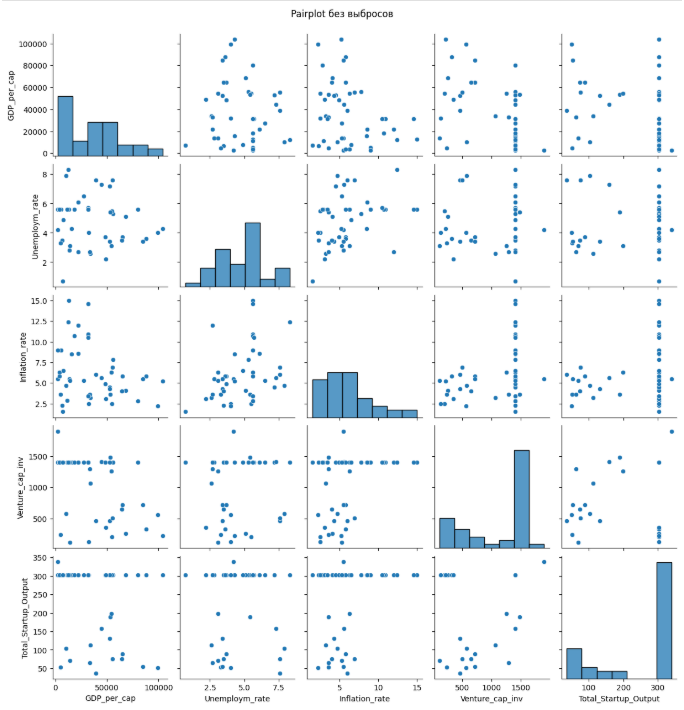 Pairplot без выбросов
GDP_per_cap
100000
80000
60000
40000
20000
0
Unemploym_rate
8
6
4
2
Inflation_rate
15.0
12.5
10.0
7.5
5.0
2.5
Venture_cap_inv
1500
1000
500
Total_Startup_Output
350
300
250
200
150
100
50
0 50000 100000
2.5 5.0 7.5
5 10 15
500 1000 1500
100 200 300
GDP_per_cap Unemploym_rate Inflation_rate Venture_cap_inv Total_Startup_Output